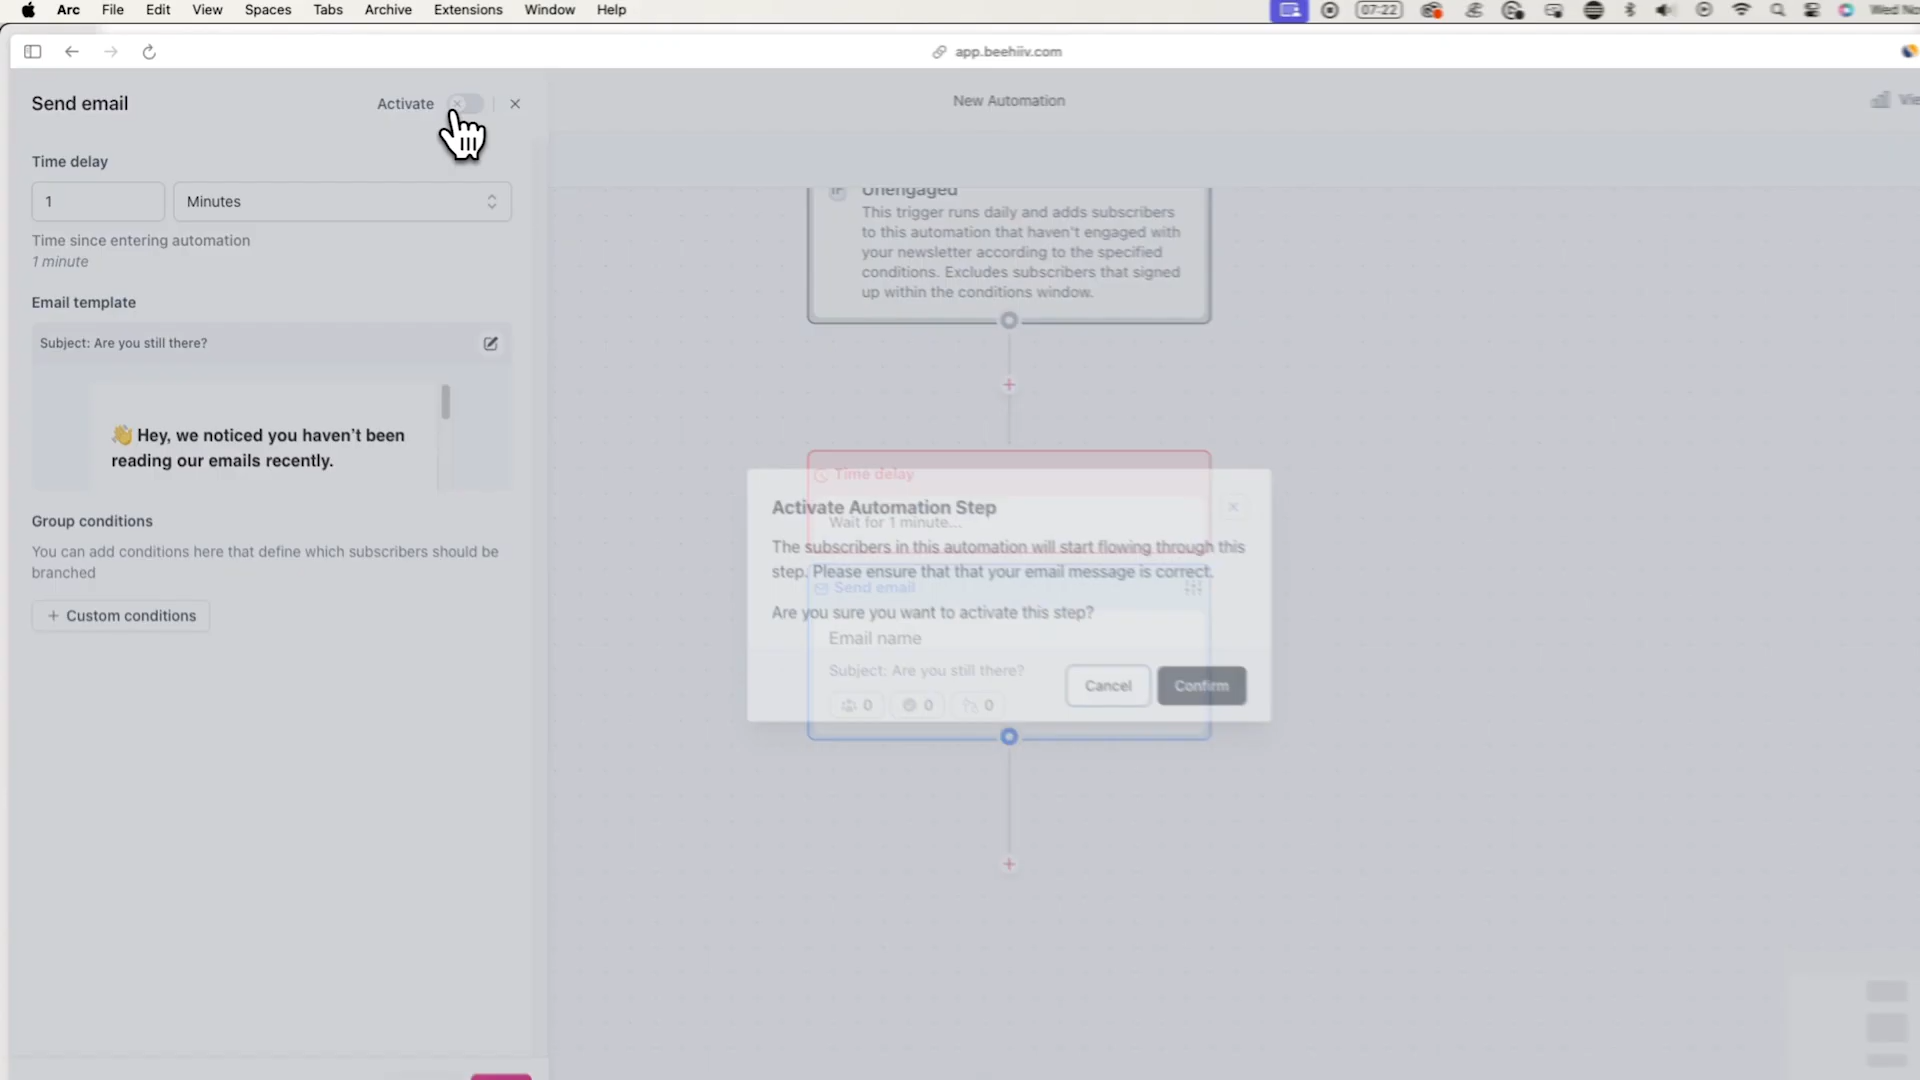 Arc File Edit View Spaces Tabs Archive Extensions Window Help
07:22
app.beehiiv.com
Send email
Activate
New Automation
Time delay
1
Minutes
Time since entering automation
1 minute
Email template
Subject: Are you still there?
👋 Hey, we noticed you haven't been
reading our emails recently.
Group conditions
You can add conditions here that define which subscribers should be
branched
+ Custom conditions
Unengaged
This trigger runs daily and adds subscribers
to this automation that haven't engaged with
your newsletter according to the specified
conditions. Excludes subscribers that signed
up within the conditions window.
Time delay
Activate Automation Step
Wait for 1 minute...
The subscribers in this automation will start flowing through this
step. Please ensure that that your email message is correct.
Send email
Are you sure you want to activate this step?
Email name
Subject: Are you still there?
Cancel
Confirm
0 0 0